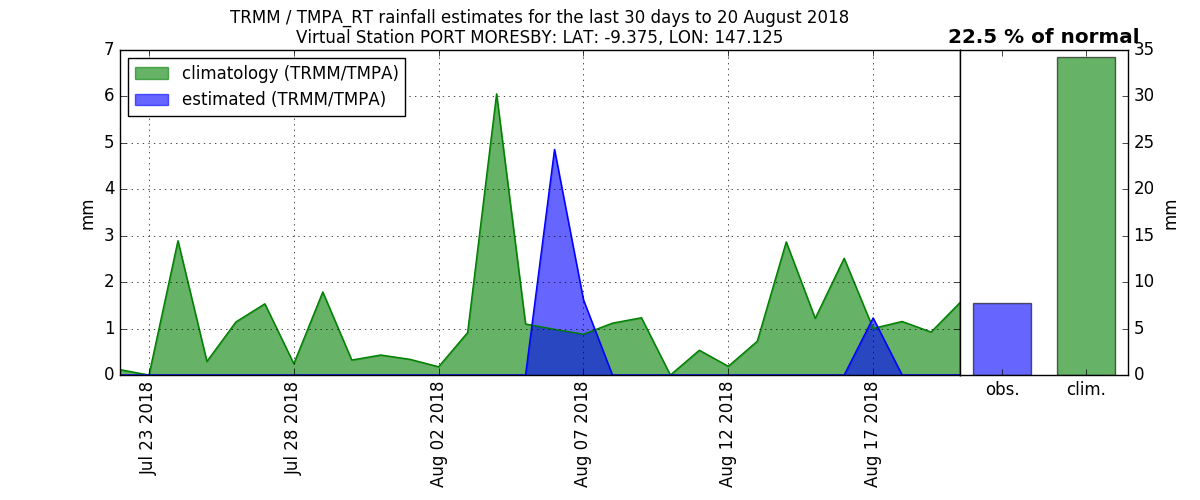 TRMM / TMPA_RT rainfall estimates for the last 30 days to 20 August 2018
Virtual Station PORT MORESBY: LAT: -9.375, LON: 147.125
22.5 % of normal
climatology (TRMM/TMPA)
estimated (TRMM/TMPA)
7
6
5
4
3
2
1
0
mm
Jul 23 2018
Jul 28 2018
Aug 02 2018
Aug 07 2018
Aug 12 2018
Aug 17 2018
obs.
clim.
35
30
25
20
15
10
5
0
mm